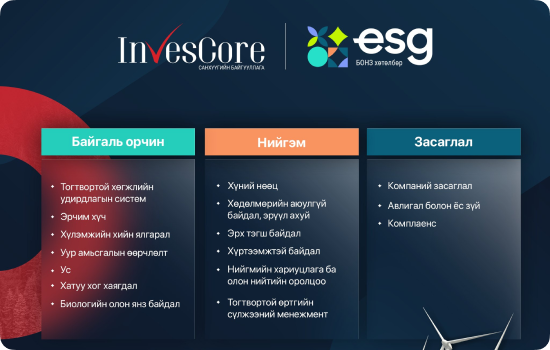 InvesCore
САНХҮҮГИЙН БАЙГУУЛЛАГА
esg
БОНЗ хөтөлбөр
Байгаль орчин
Тогтвортой хөгжлийн
удирдлагын систем
Эрчим хүч
Хүлэмжийн хийн ялгарал
Уур амьсгалын өөрчлөлт
Ус
Хатуу хог хаягдал
Биологийн олон янз байдал
Нийгэм
Хүний нөөц
Хөдөлмөрийн аюулгүй
байдал, эрүүл ахуй
Эрх тэгш байдал
Хүртээмжтэй байдал
Нийгмийн хариуцлага ба
олон нийтийн оролцоо
Тогтвортой өртгийн
сүлжээний менежмент
Засаглал
Компаний засаглал
Авлигал болон ёс зүй
Комплаенс